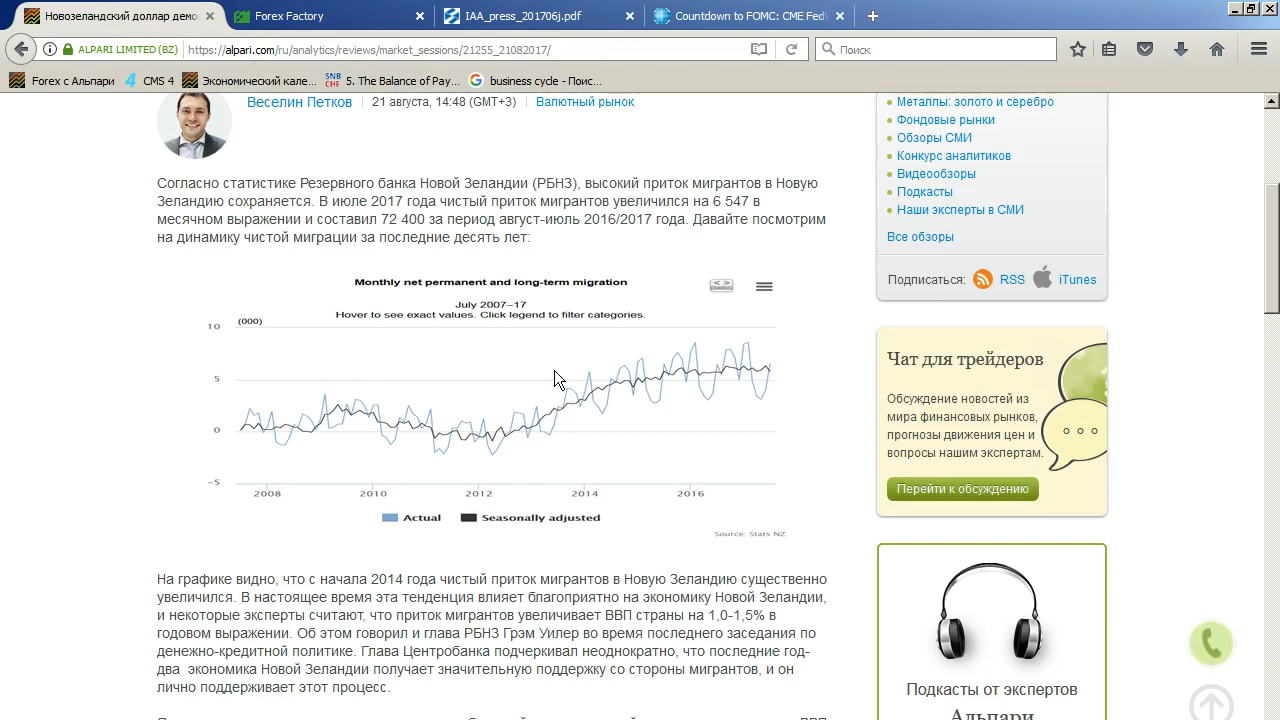 Новозеландский доллар демо
Forex Factory
IAA_press_201706j.pdf
Countdown to FOMC: CME Fed
ALPARI LIMITED (BZ)
https://alpari.com/ru/analytics/reviews/market_sessions/21255_21082017/
Поиск
Forex с Альпари
CMS 4
Экономический кале...
SNB CHF
5. The Balance of Pay...
business cycle - Поис...
Веселин Петков
21 августа, 14:48 (GMT+3)
Валютный рынок
Согласно статистике Резервного банка Новой Зеландии (РБНЗ), высокий приток мигрантов в Новую
Зеландию сохраняется. В июле 2017 года чистый приток мигрантов увеличился на 6 547 в
месячном выражении и составил 72 400 за период август-июль 2016/2017 года. Давайте посмотрим
на динамику чистой миграции за последние десять лет:
Monthly net permanent and long-term migration
July 2007–17
Hover to see exact values. Click legend to filter categories.
(000)
10
5
0
-5
2008
2010
2012
2014
2016
Actual
Seasonally adjusted
Source: Stats NZ
На графике видно, что с начала 2014 года чистый приток мигрантов в Новую Зеландию существенно
увеличился. В настоящее время эта тенденция влияет благоприятно на экономику Новой Зеландии,
и некоторые эксперты считают, что приток мигрантов увеличивает ВВП страны на 1,0-1,5% в
годовом выражении. Об этом говорил и глава РБНЗ Грэм Уилер во время последнего заседания по
денежно-кредитной политике. Глава Центробанка подчеркивал неоднократно, что последние год-
два экономика Новой Зеландии получает значительную поддержку со стороны мигрантов, и он
лично поддерживает этот процесс.
Металлы: золото и серебро
Фондовые рынки
Обзоры СМИ
Конкурс аналитиков
Видеообзоры
Подкасты
Наши эксперты в СМИ
Все обзоры
Подписаться:
RSS
iTunes
Чат для трейдеров
Обсуждение новостей из
мира финансовых рынков,
прогнозы движения цен и
вопросы нашим экспертам.
Перейти к обсуждению
Подкасты от экспертов
Альпари